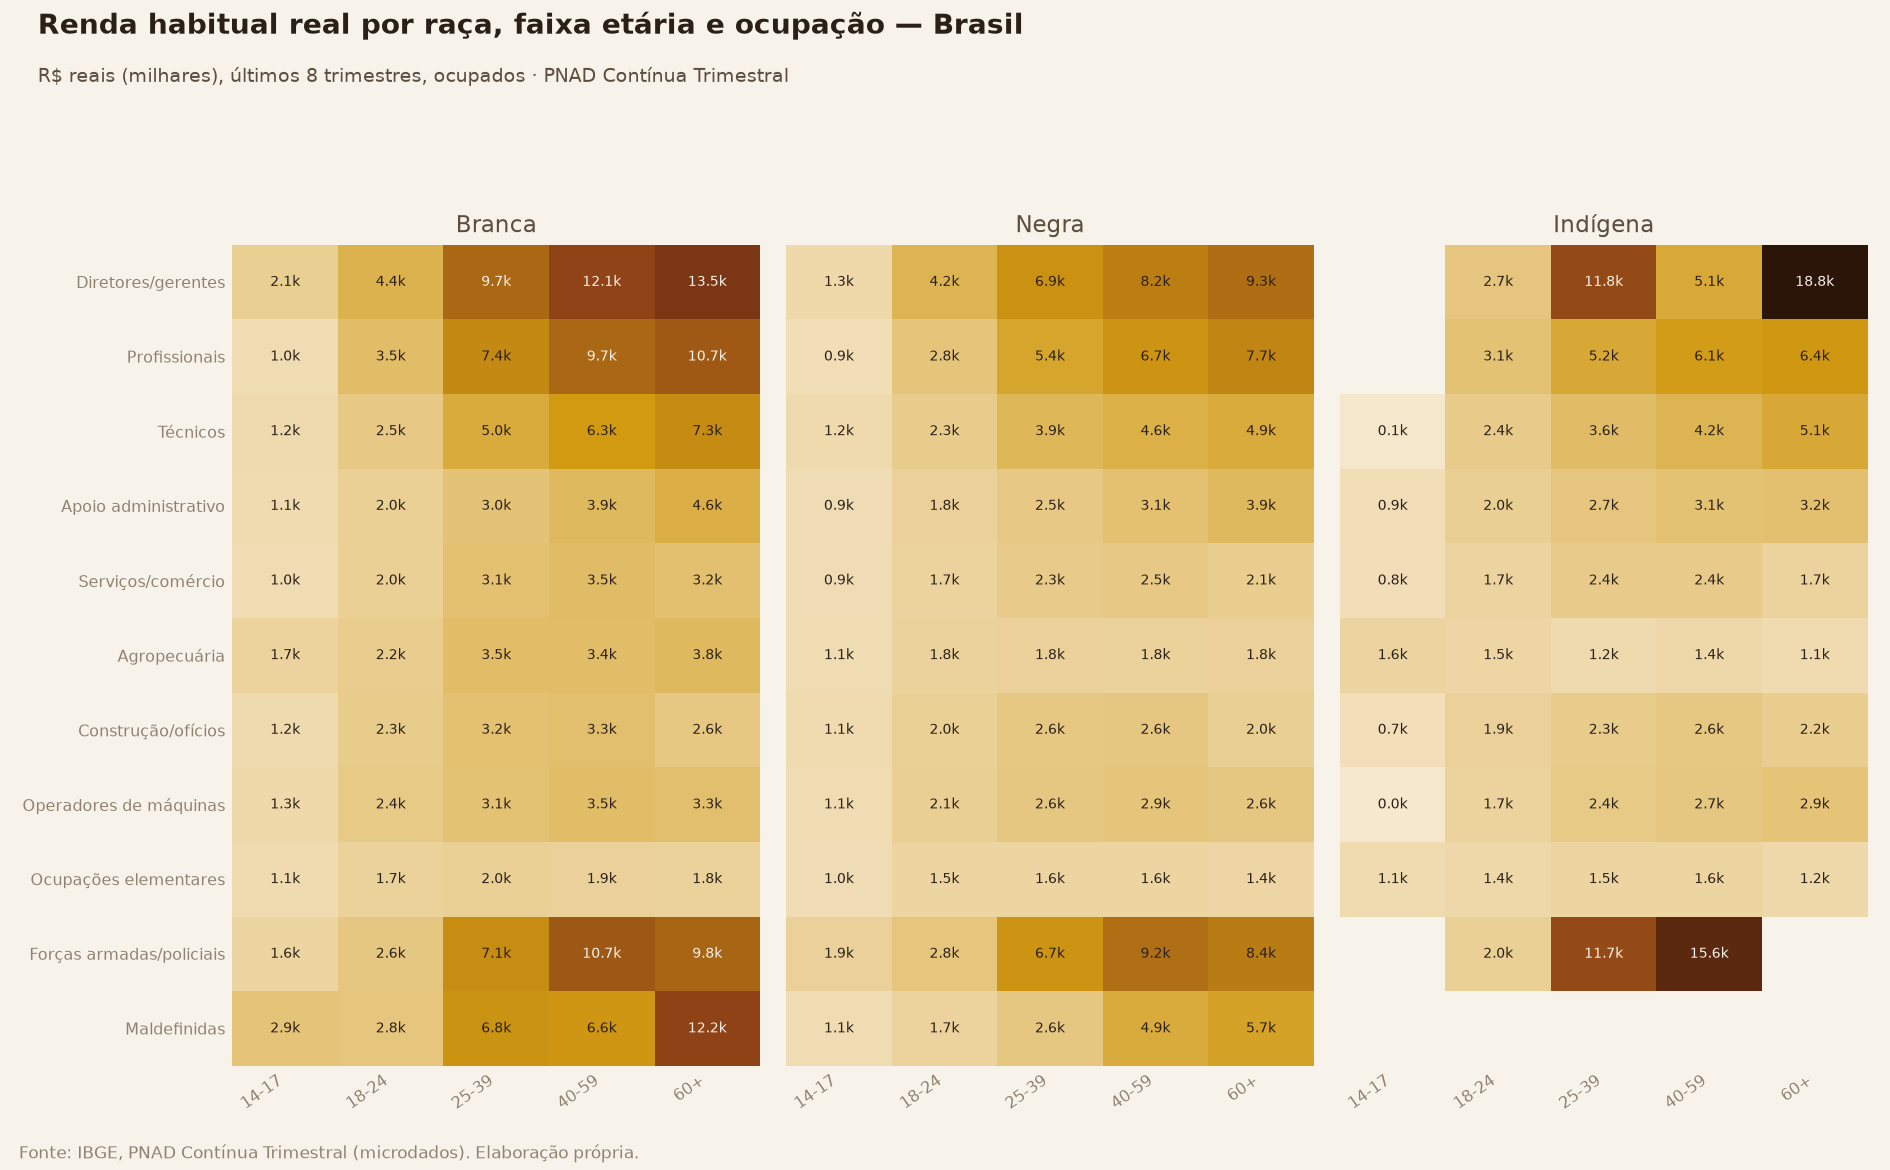 Renda habitual real por raça, faixa etária e ocupação — Brasil
R$ reais (milhares), últimos 8 trimestres, ocupados · PNAD Contínua Trimestral
Branca Negra Indígena
Diretores/gerentes 2.1k 4.4k 9.7k 12.1k 13.5k 1.3k 4.2k 6.9k 8.2k 9.3k 2.7k 11.8k 5.1k 18.8k
Profissionais 1.0k 3.5k 7.4k 9.7k 10.7k 0.9k 2.8k 5.4k 6.7k 7.7k 3.1k 5.2k 6.1k 6.4k
Técnicos 1.2k 2.5k 5.0k 6.3k 7.3k 1.2k 2.3k 3.9k 4.6k 4.9k 0.1k 2.4k 3.6k 4.2k 5.1k
Apoio administrativo 1.1k 2.0k 3.0k 3.9k 4.6k 0.9k 1.8k 2.5k 3.1k 3.9k 0.9k 2.0k 2.7k 3.1k 3.2k
Serviços/comércio 1.0k 2.0k 3.1k 3.5k 3.2k 0.9k 1.7k 2.3k 2.5k 2.1k 0.8k 1.7k 2.4k 2.4k 1.7k
Agropecuária 1.7k 2.2k 3.5k 3.4k 3.8k 1.1k 1.8k 1.8k 1.8k 1.8k 1.6k 1.5k 1.2k 1.4k 1.1k
Construção/ofícios 1.2k 2.3k 3.2k 3.3k 2.6k 1.1k 2.0k 2.6k 2.6k 2.0k 0.7k 1.9k 2.3k 2.6k 2.2k
Operadores de máquinas 1.3k 2.4k 3.1k 3.5k 3.3k 1.1k 2.1k 2.6k 2.9k 2.6k 0.0k 1.7k 2.4k 2.7k 2.9k
Ocupações elementares 1.1k 1.7k 2.0k 1.9k 1.8k 1.0k 1.5k 1.6k 1.6k 1.4k 1.1k 1.4k 1.5k 1.6k 1.2k
Forças armadas/policiais 1.6k 2.6k 7.1k 10.7k 9.8k 1.9k 2.8k 6.7k 9.2k 8.4k 2.0k 11.7k 15.6k
Maldefinidas 2.9k 2.8k 6.8k 6.6k 12.2k 1.1k 1.7k 2.6k 4.9k 5.7k
14-17 18-24 25-39 40-59 60+ 14-17 18-24 25-39 40-59 60+ 14-17 18-24 25-39 40-59 60+
Fonte: IBGE, PNAD Contínua Trimestral (microdados). Elaboração própria.